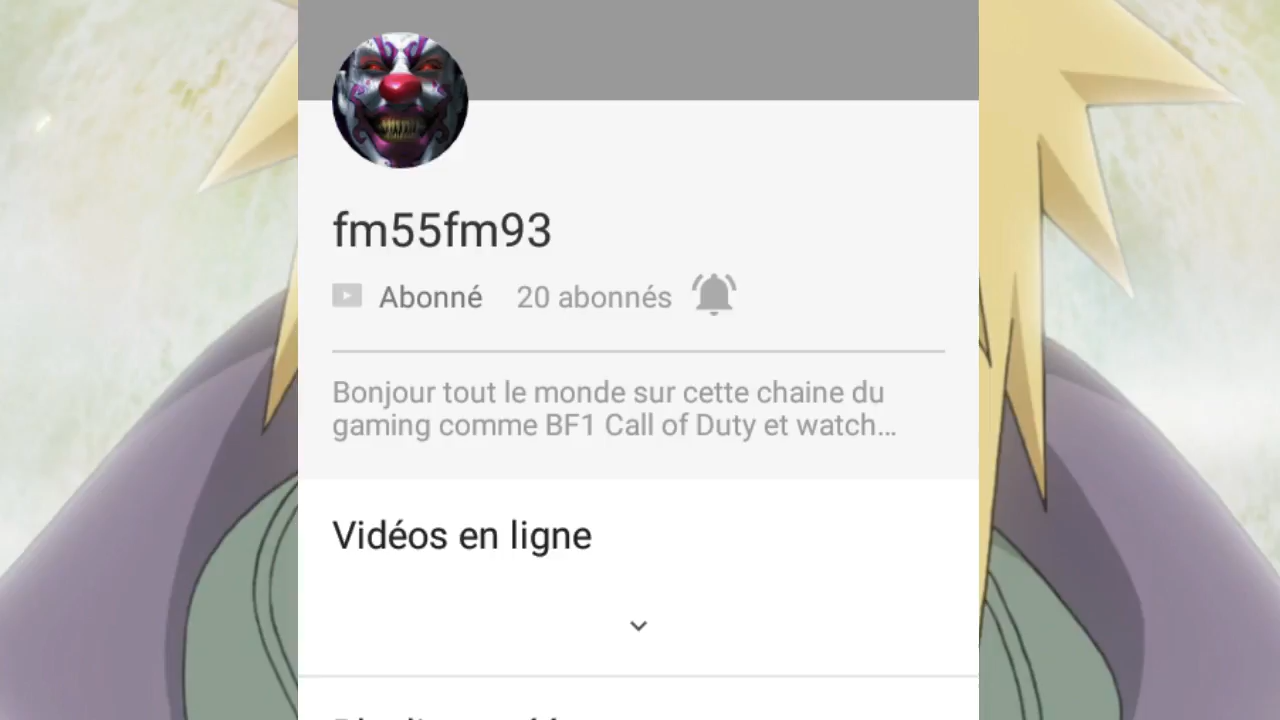 fm55fm93
Abonné 20 abonnés
Bonjour tout le monde sur cette chaine du
gaming comme BF1 Call of Duty et watch...
Vidéos en ligne